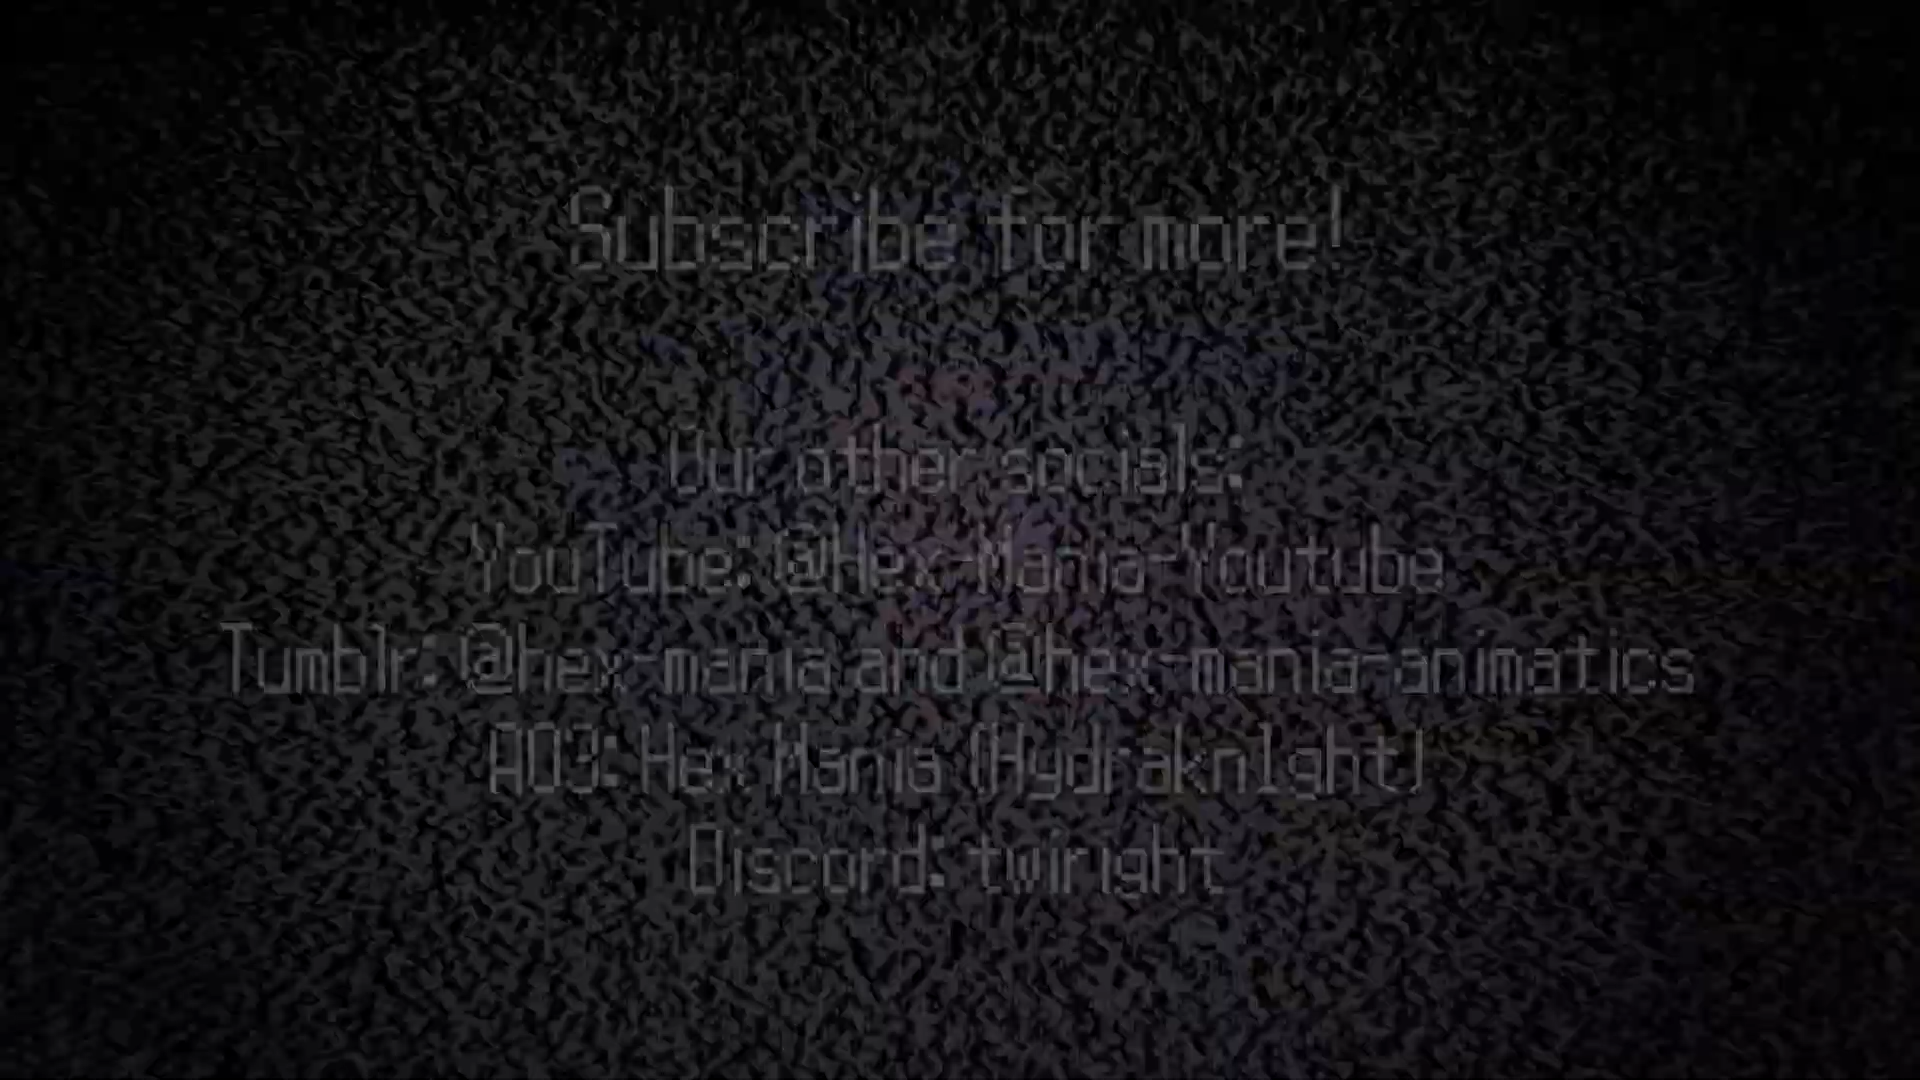 Subscribe for more!
Our other socials:
YouTube: @Hex-Mania-Youtube
Tumblr: @hex-mania and @hex-mania-animatics
AO3: Hex Mania (Hydrakn1ght)
Discord: twiright